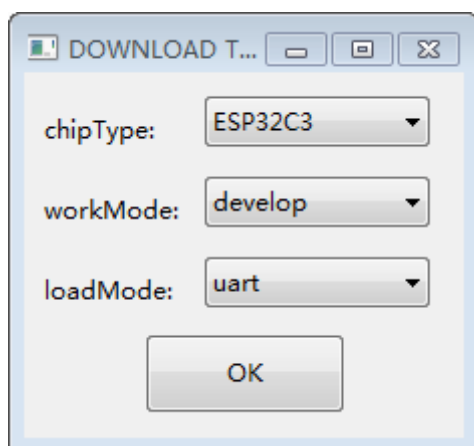 DOWNLOAD T...
chipType: ESP32C3
workMode: develop
loadMode: uart
OK